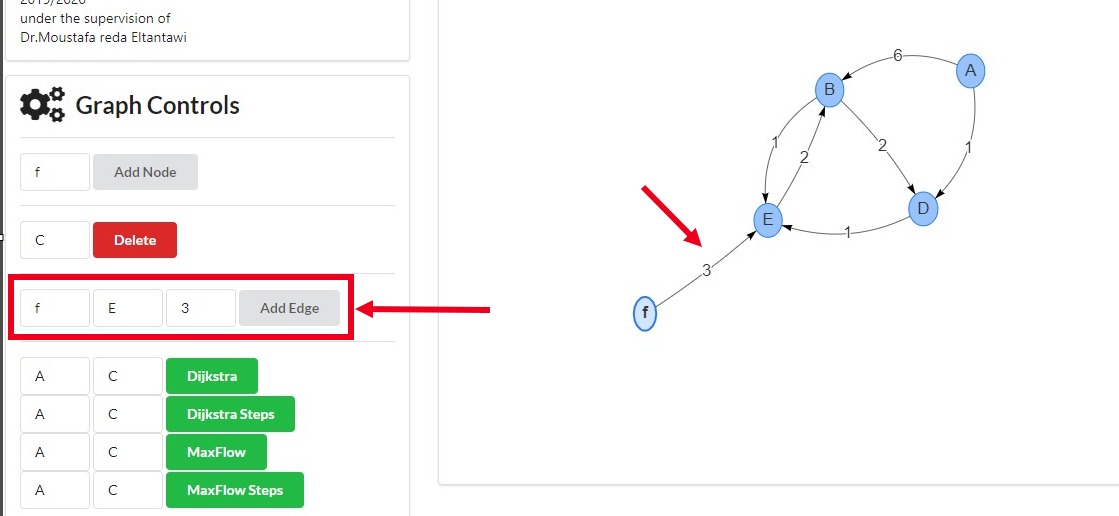 2019/2020
under the supervision of
Dr.Moustafa reda Eltantawi
Graph Controls
f Add Node
C Delete
f E 3 Add Edge
A C Dijkstra
A C Dijkstra Steps
A C MaxFlow
A C MaxFlow Steps
6
A
B
1
2
2
1
E
D
1
3
f